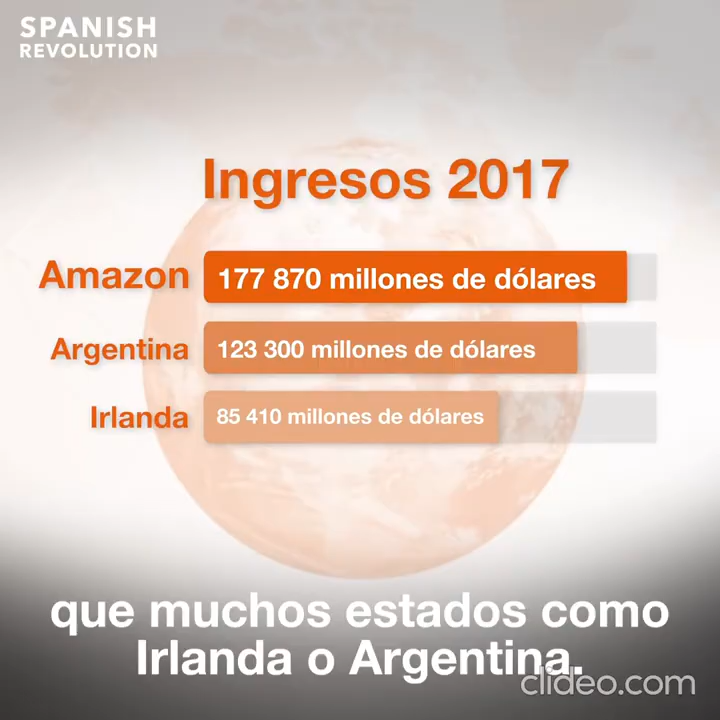 SPANISH
REVOLUTION
Ingresos 2017
Amazon 177 870 millones de dólares
Argentina 123 300 millones de dólares
Irlanda 85 410 millones de dólares
que muchos estados como
Irlanda o Argentina.
clideo.com